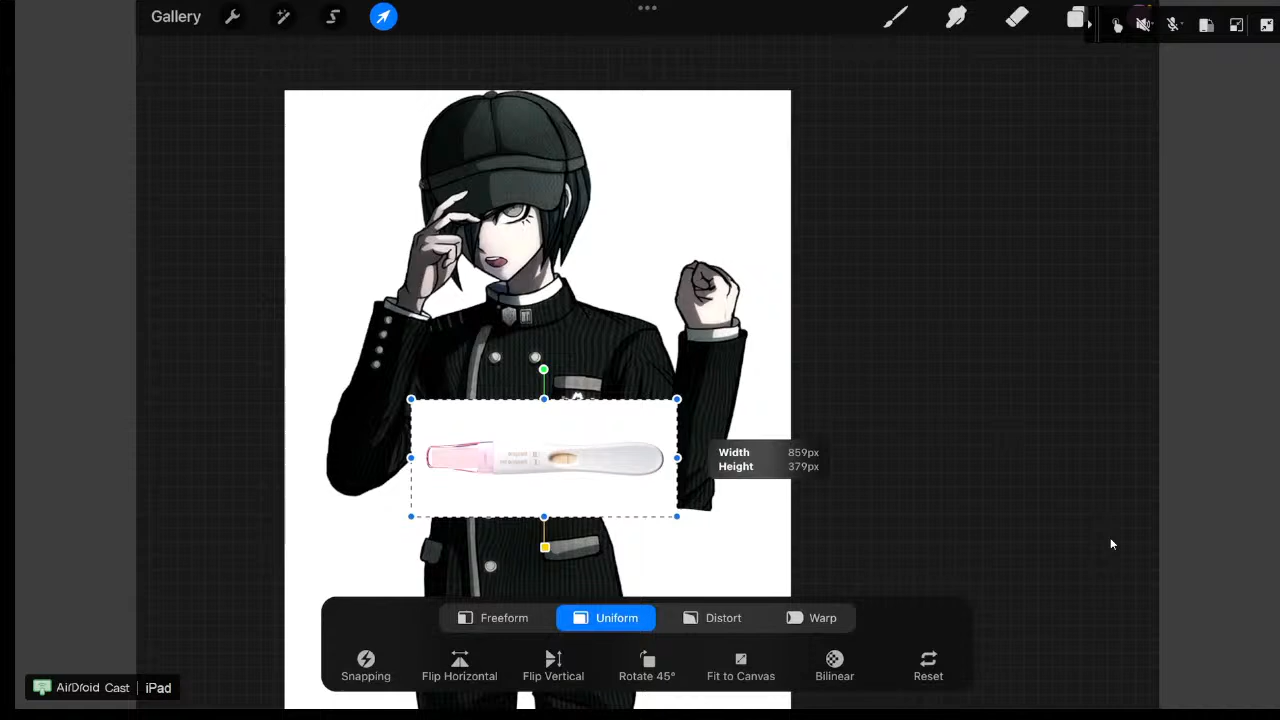 Gallery
Width 859px
Height 379px
Freeform Uniform Distort Warp
Snapping Flip Horizontal Flip Vertical Rotate 45° Fit to Canvas Bilinear Reset
AirDroid Cast | iPad